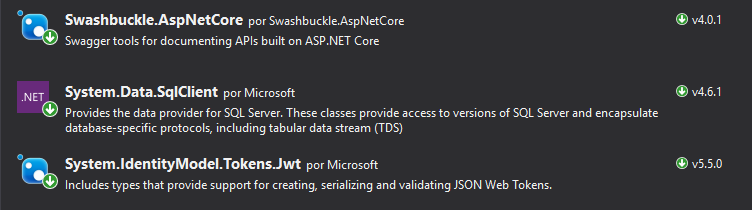 Swashbuckle.AspNetCore por Swashbuckle.AspNetCore v4.0.1
Swagger tools for documenting APIs built on ASP.NET Core
.NET System.Data.SqlClient por Microsoft v4.6.1
Provides the data provider for SQL Server. These classes provide access to versions of SQL Server and encapsulate
database-specific protocols, including tabular data stream (TDS)
System.IdentityModel.Tokens.Jwt por Microsoft v5.5.0
Includes types that provide support for creating, serializing and validating JSON Web Tokens.